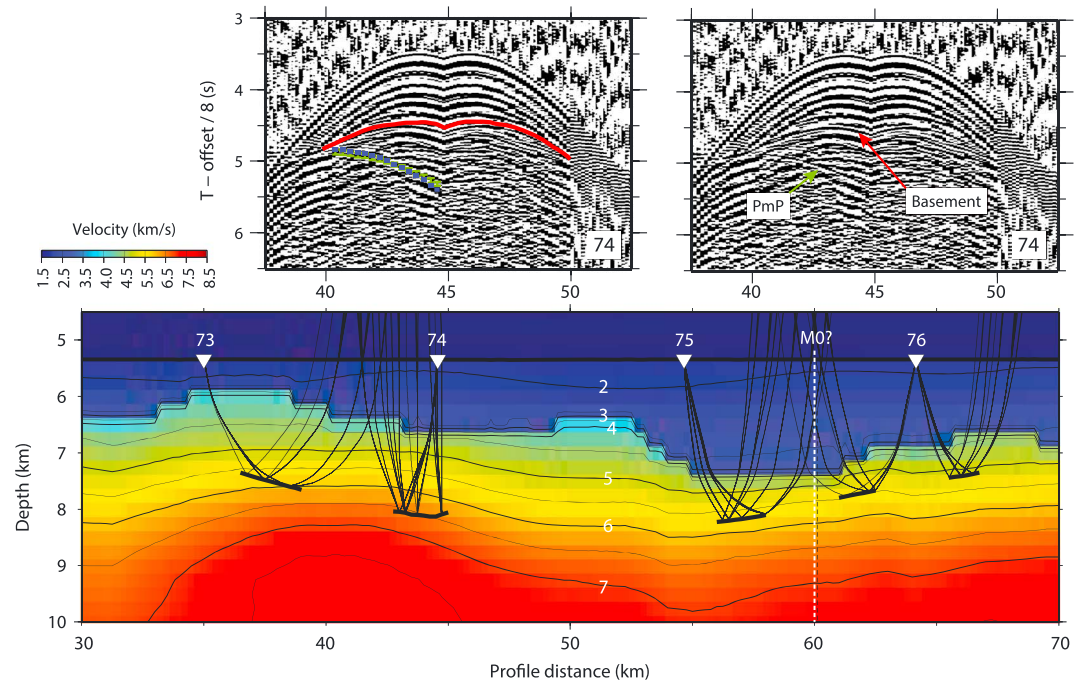 3
4
5
6
T – offset / 8 (s)
74
40 45 50
PmP
Basement
74
40 45 50
Velocity (km/s)
1.5 2.5 3.5 4.0 4.5 5.5 6.5 7.5 8.5
5
6
7
8
9
10
Depth (km)
73 74 75 M0? 76
2
3
4
5
6
7
30 40 50 60 70
Profile distance (km)